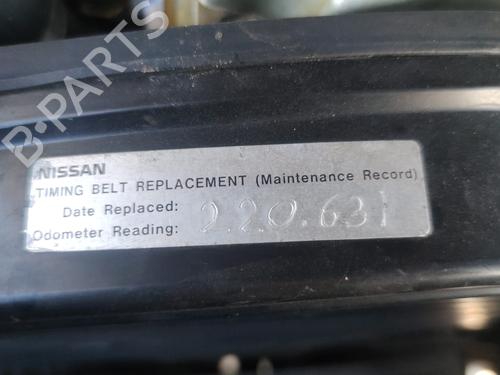 B-PARTS
NISSAN
TIMING BELT REPLACEMENT (Maintenance Record)
Date Replaced:
Odometer Reading: 220.631